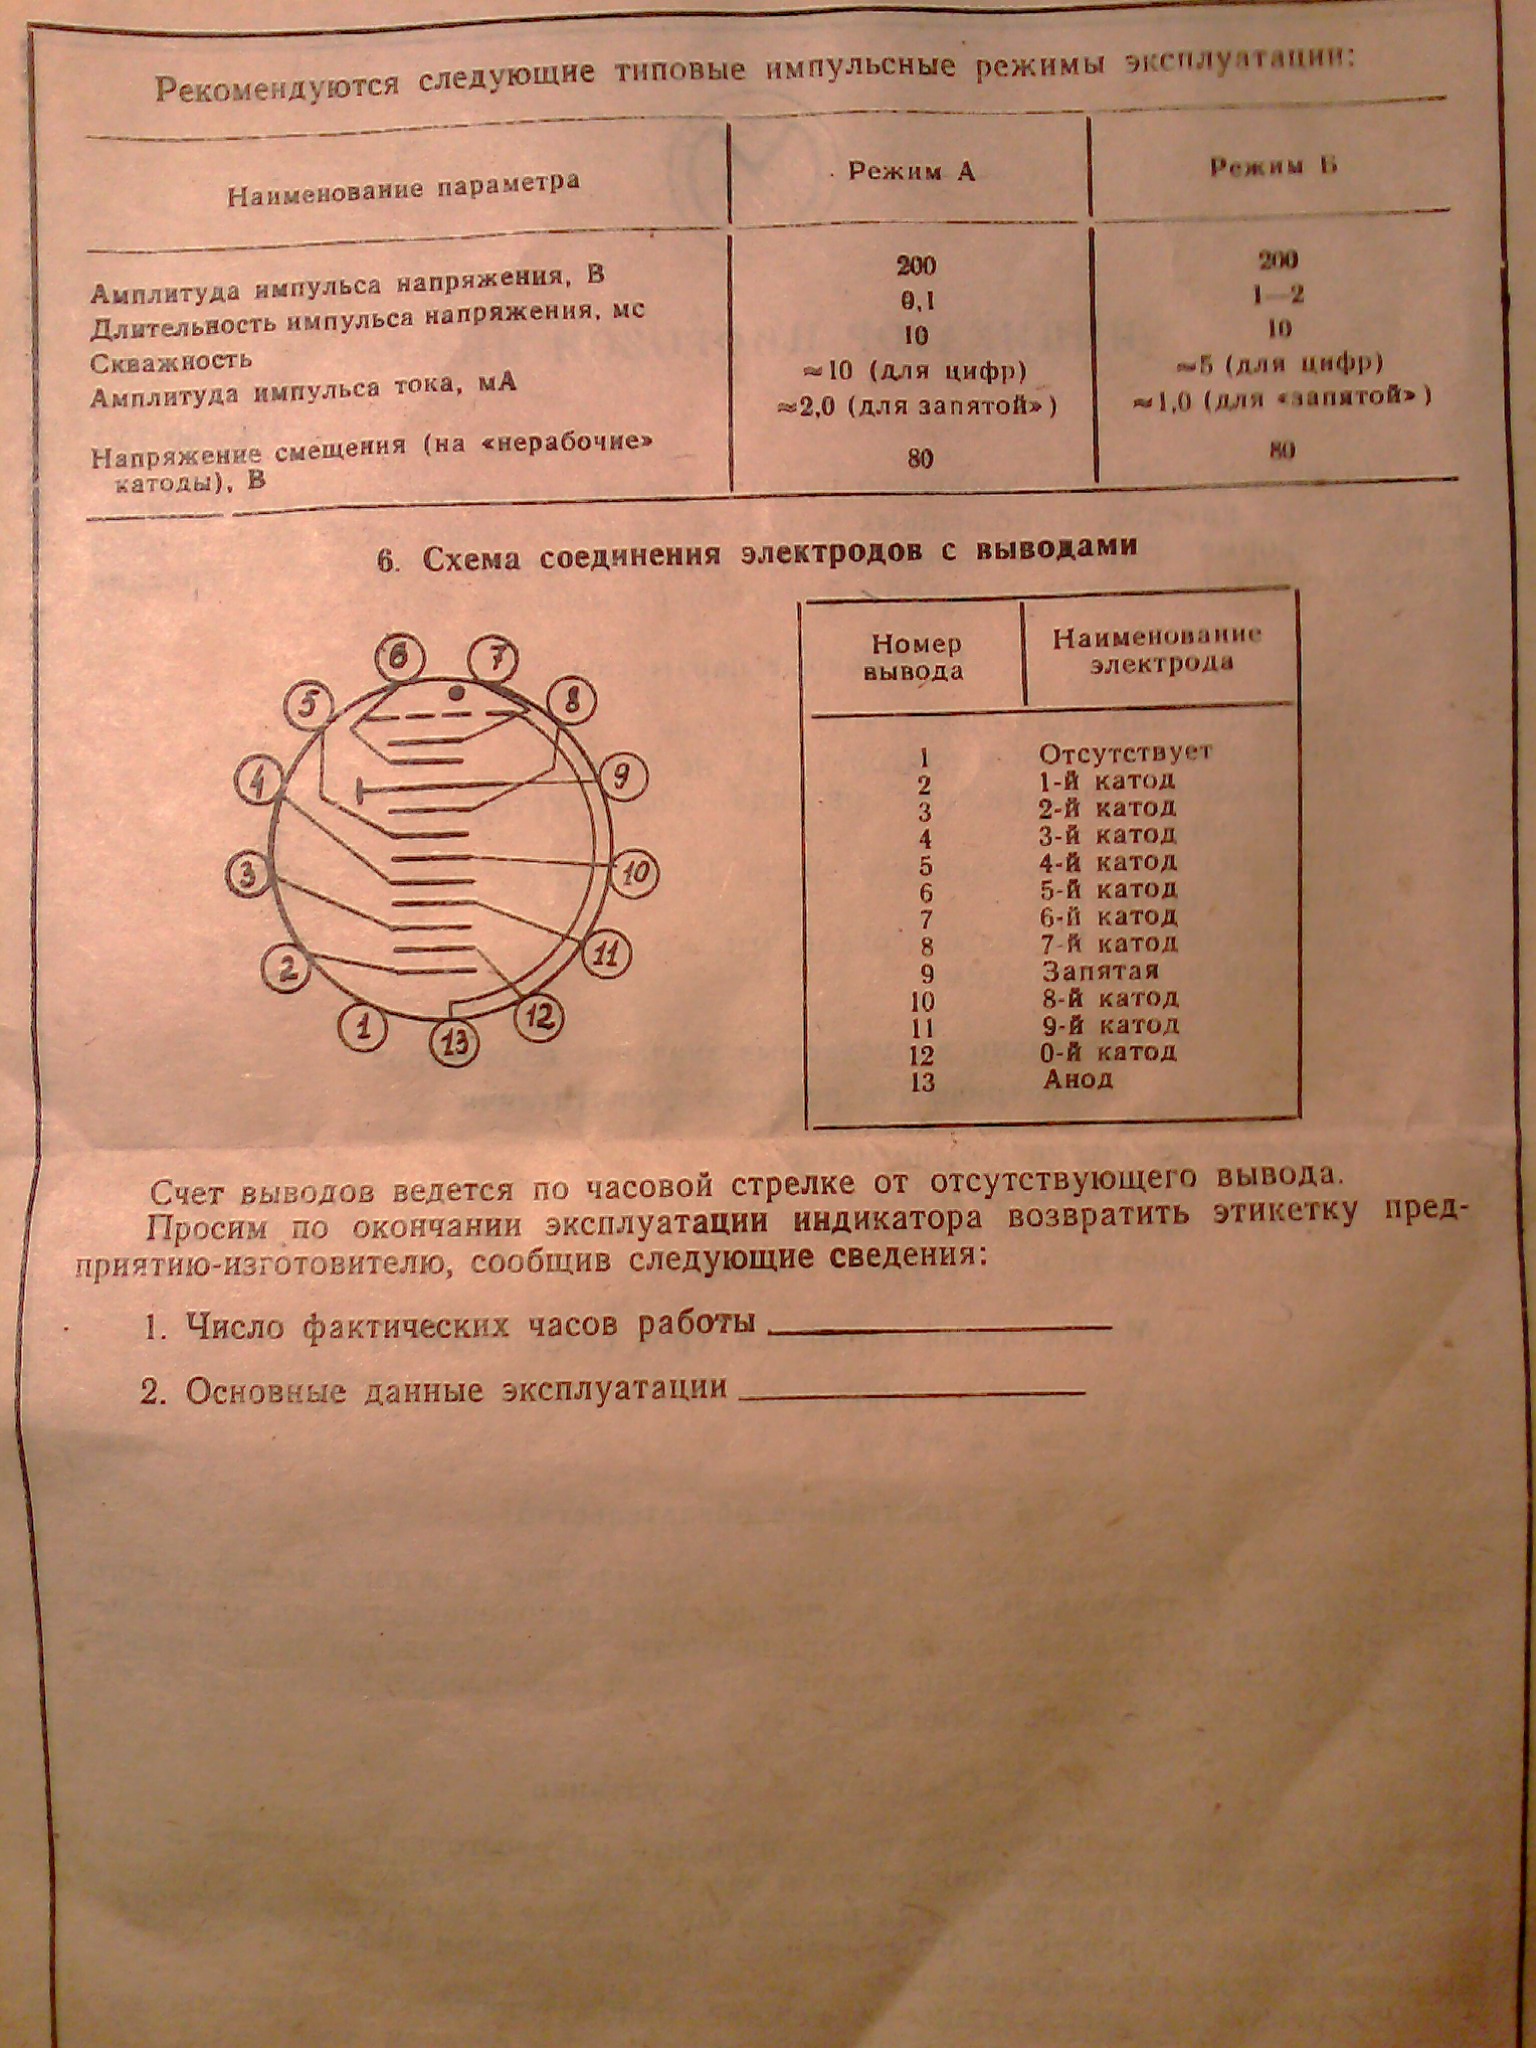 Рекомендуются следующие типовые импульсные режимы эксплуатации:
Наименование параметра Режим А Режим Б
Амплитуда импульса напряжения, В 200 200
Длительность импульса напряжения, мс 0,1 1—2
Скважность 10 10
Амплитуда импульса тока, мА ≈10 (для цифр) ≈5 (для цифр)
≈2,0 (для запятой») ≈1,0 (для «запятой»)
Напряжение смещения (на «нерабочие»
катоды), В 80 80
6. Схема соединения электродов с выводами
6 7
5 8
4 9
3 10
2 11
1 13 12
Номер Наименование
вывода электрода
1 Отсутствует
2 1-й катод
3 2-й катод
4 3-й катод
5 4-й катод
6 5-й катод
7 6-й катод
8 7-й катод
9 Запятая
10 8-й катод
11 9-й катод
12 0-й катод
13 Анод
Счет выводов ведется по часовой стрелке от отсутствующего вывода.
Просим по окончании эксплуатации индикатора возвратить этикетку пред-
приятию-изготовителю, сообщив следующие сведения:
1. Число фактических часов работы
2. Основные данные эксплуатации